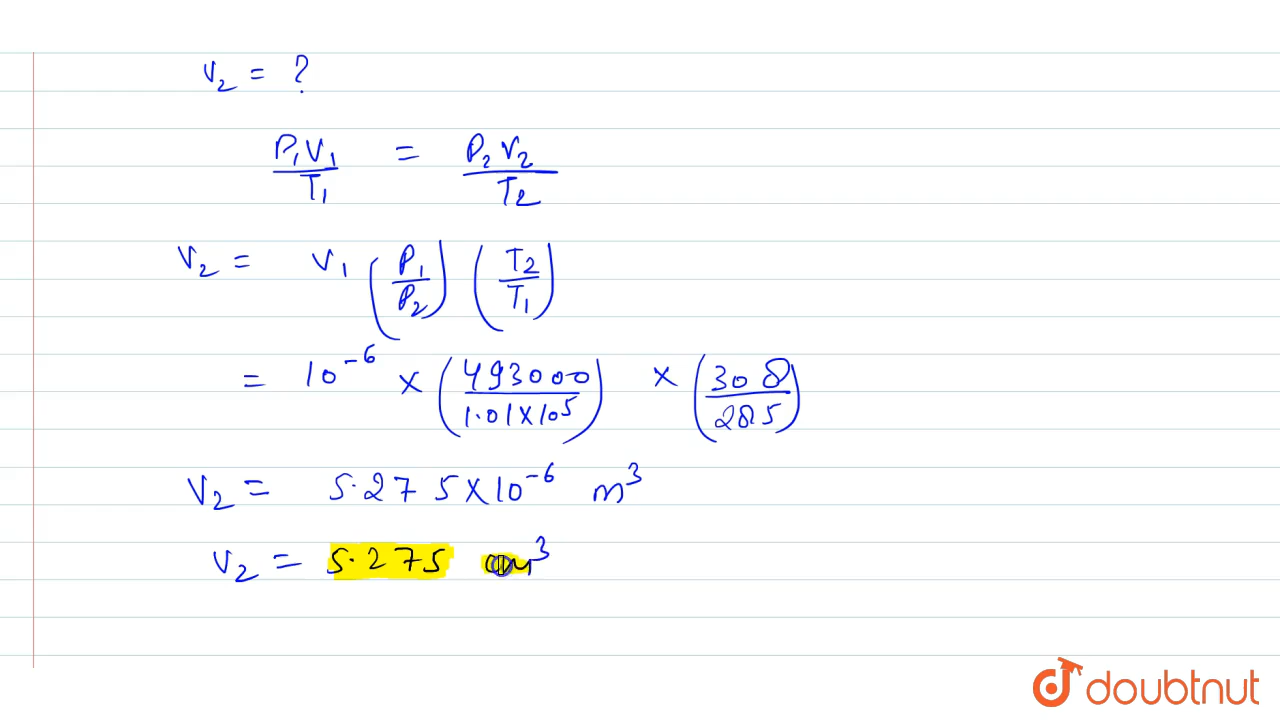 V₂ = ?
P₁V₁/T₁ = P₂V₂/T₂
V₂ = V₁ (P₁/P₂) (T₂/T₁)
= 10⁻⁶ × (493000/1.01×10⁵) × (308/285)
V₂ = 5.275×10⁻⁶ m³
V₂ = 5.275 cm³
doubtnut